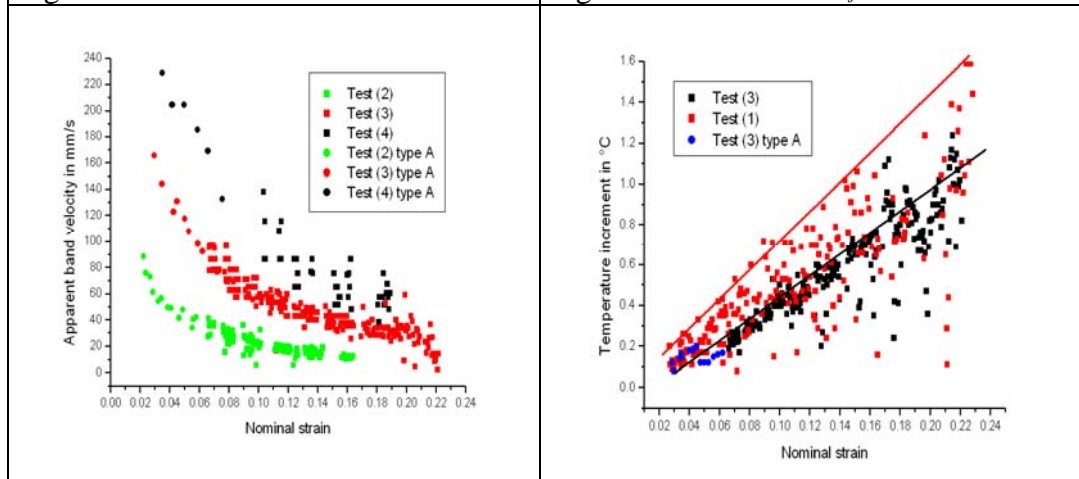 240
220
200
180
160
140
120
100
80
60
40
20
0
Apparent band velocity in mm/s
Test (2)
Test (3)
Test (4)
Test (2) type A
Test (3) type A
Test (4) type A
0.00 0.02 0.04 0.06 0.08 0.10 0.12 0.14 0.16 0.18 0.20 0.22 0.24
Nominal strain
1.6
1.4
1.2
1.0
0.8
0.6
0.4
0.2
0.0
Temperature increment in °C
Test (3)
Test (1)
Test (3) type A
0.02 0.04 0.06 0.08 0.10 0.12 0.14 0.16 0.18 0.20 0.22 0.24
Nominal strain